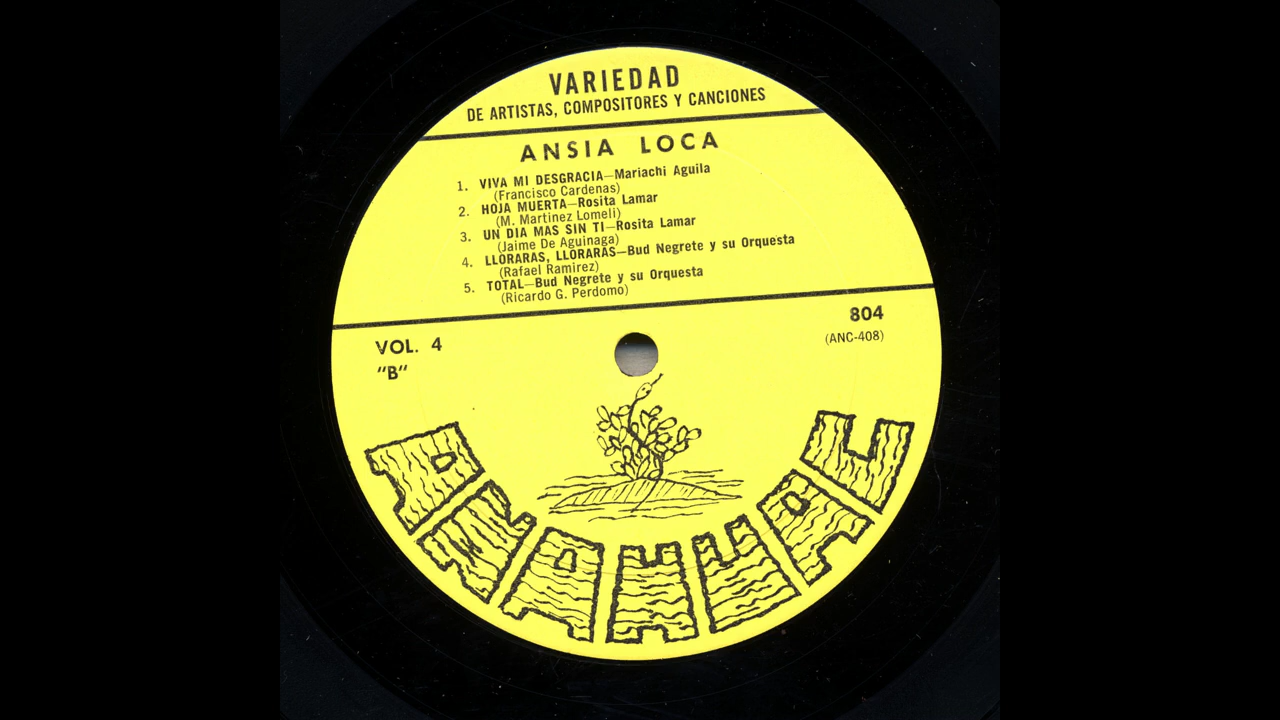 VARIEDAD
DE ARTISTAS, COMPOSITORES Y CANCIONES
ANSIA LOCA
1. VIVA MI DESGRACIA—Mariachi Aguila
(Francisco Cardenas)
2. HOJA MUERTA—Rosita Lamar
(M. Martinez Lomeli)
3. UN DIA MAS SIN TI—Rosita Lamar
(Jaime De Aguinaga)
4. LLORARAS, LLORARAS—Bud Negrete y su Orquesta
(Rafael Ramirez)
5. TOTAL—Bud Negrete y su Orquesta
(Ricardo G. Perdomo)
VOL. 4
"B"
804
(ANC-408)
ANAHUAC